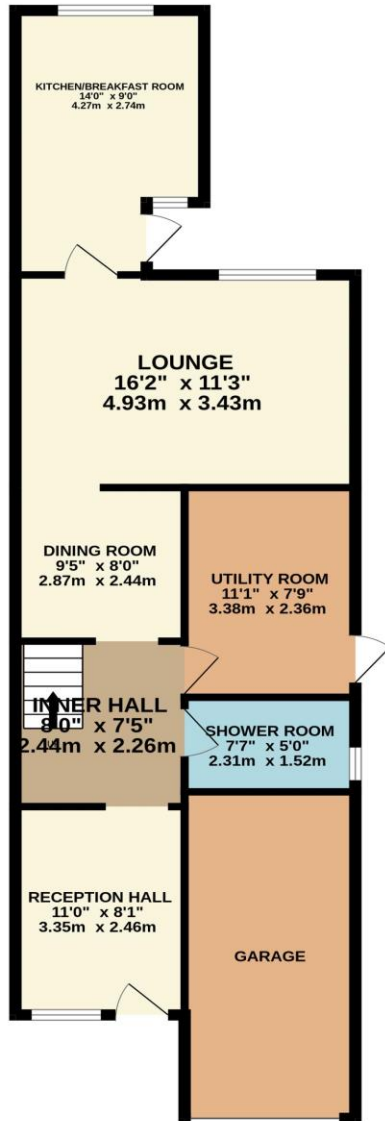 KITCHEN/BREAKFAST ROOM
14'0" x 9'0"
4.27m x 2.74m
LOUNGE
16'2" x 11'3"
4.93m x 3.43m
DINING ROOM
9'5" x 8'0"
2.87m x 2.44m
UTILITY ROOM
11'1" x 7'9"
3.38m x 2.36m
INNER HALL
8'0" x 7'5"
2.44m x 2.26m
SHOWER ROOM
7'7" x 5'0"
2.31m x 1.52m
RECEPTION HALL
11'0" x 8'1"
3.35m x 2.46m
GARAGE